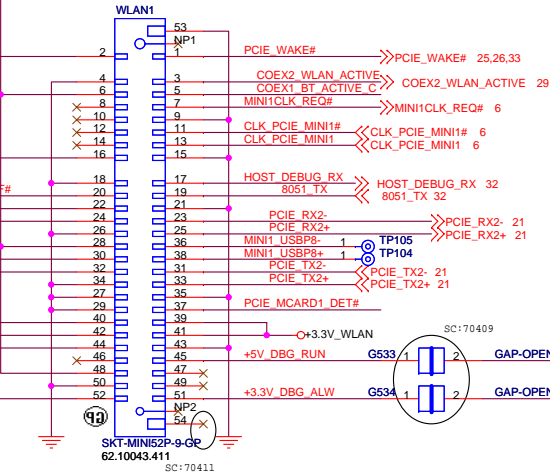 WLAN1
53
NP1
2 1 PCIE_WAKE# PCIE_WAKE# 25,26,33
4 3 COEX2_WLAN_ACTIVE COEX2_WLAN_ACTIVE 29
6 5 COEX1_BT_ACTIVE_C
8 7 MINI1CLK_REQ# MINI1CLK_REQ# 6
10 9
12 11 CLK_PCIE_MINI1# CLK_PCIE_MINI1# 6
14 13 CLK_PCIE_MINI1 CLK_PCIE_MINI1 6
16 15
18 17 HOST_DEBUG_RX HOST_DEBUG_RX 32
F# 20 19 8051_TX 8051_TX 32
22 21
24 23 PCIE_RX2- PCIE_RX2- 21
26 25 PCIE_RX2+ PCIE_RX2+ 21
28 36 MINI1_USBP8- 1 TP105
30 38 MINI1_USBP8+ 1 TP104
32 31 PCIE_TX2- PCIE_TX2- 21
34 33 PCIE_TX2+ PCIE_TX2+ 21
27 35
29 37 PCIE_MCARD1_DET#
40 39
42 41 +3.3V_WLAN
44 43
SC:70409
46 45 +5V_DBG_RUN G533 1 2 GAP-OPEN
48 47
50 49
52 51 +3.3V_DBG_ALW G534 1 2 GAP-OPEN
NP2
54
SKT-MINI52P-9-GP
62.10043.411
SC:70411